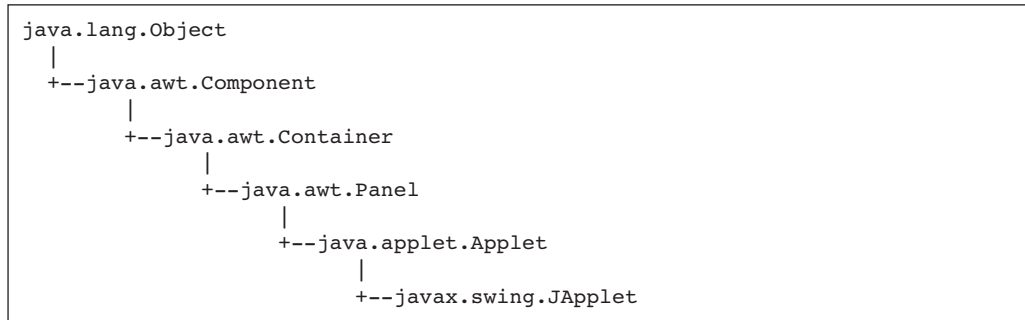 java.lang.Object
  |
  +--java.awt.Component
        |
        +--java.awt.Container
              |
              +--java.awt.Panel
                    |
                    +--java.applet.Applet
                          |
                          +--javax.swing.JApplet